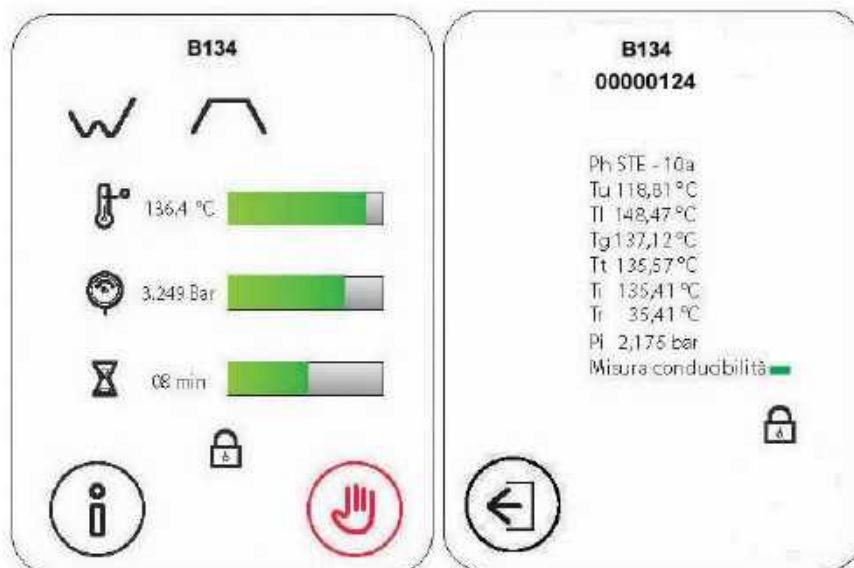 B134
136,4 °C
3.249 Bar
08 min
B134
00000124
Ph STE - 10a
Tu 118,81 °C
Tl 148,47 °C
Tg 137,12 °C
Tt 135,57 °C
Ti 135,41 °C
Tr 35,41 °C
Pi 2,176 bar
Misura conducibilità